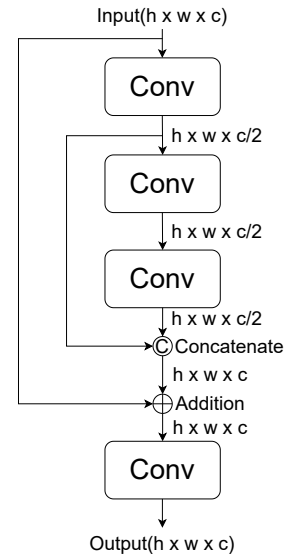 Input(h x w x c)
Conv
h x w x c/2
Conv
h x w x c/2
Conv
h x w x c/2
C Concatenate
h x w x c
Addition
h x w x c
Conv
Output(h x w x c)